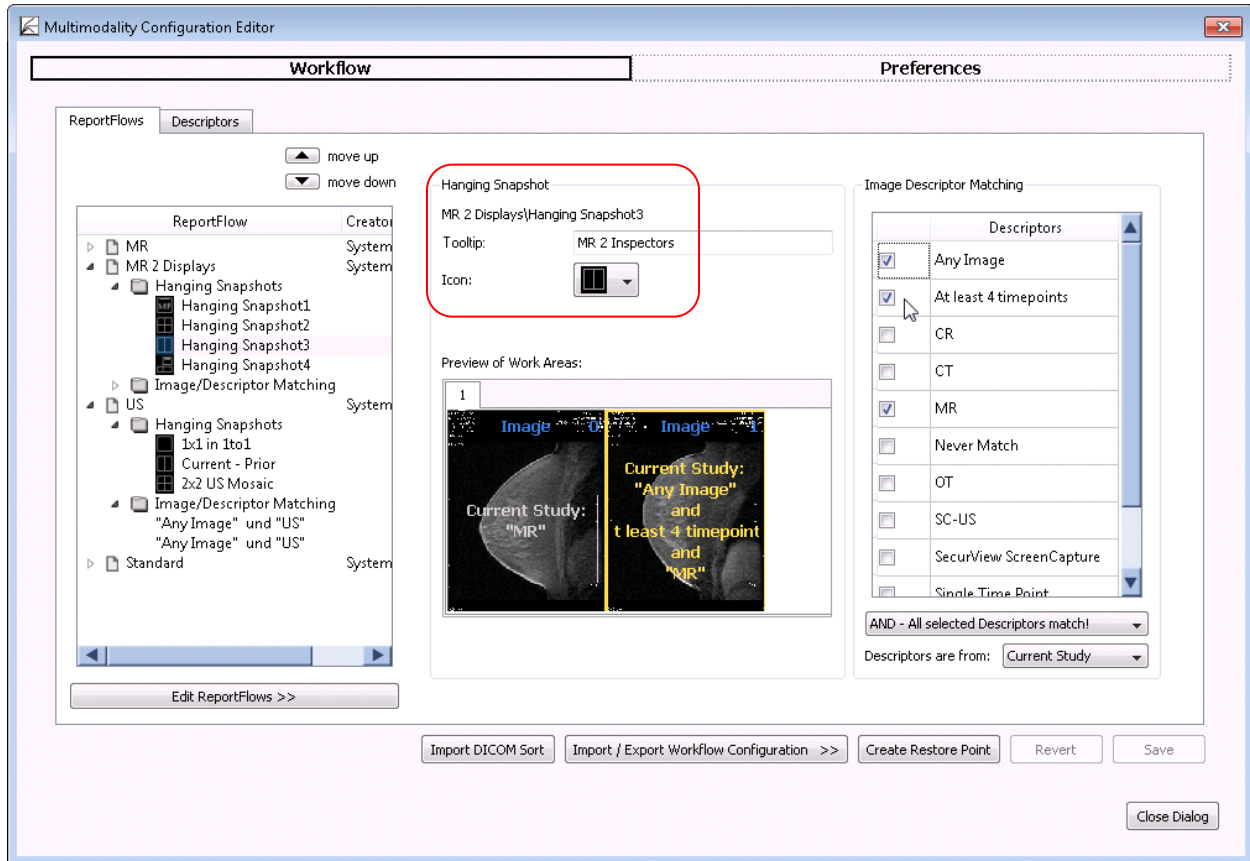 Multimodality Configuration Editor
Workflow
Preferences
ReportFlows
Descriptors
move up
move down
ReportFlow
Creator
MR
System
MR 2 Displays
System
Hanging Snapshots
Hanging Snapshot1
Hanging Snapshot2
Hanging Snapshot3
Hanging Snapshot4
Image/Descriptor Matching
US
System
Hanging Snapshots
1x1 in 1to1
Current - Prior
2x2 US Mosaic
Image/Descriptor Matching
"Any Image" und "US"
"Any Image" und "US"
Standard
System
Edit ReportFlows >>
Hanging Snapshot
MR 2 Displays\Hanging Snapshot3
Tooltip:
MR 2 Inspectors
Icon:
Preview of Work Areas:
1
Image 0
Current Study:
"MR"
Image 1
Current Study:
"Any Image"
and
t least 4 timepoint
and
"MR"
Image Descriptor Matching
Descriptors
Any Image
At least 4 timepoints
CR
CT
MR
Never Match
OT
SC-US
SecurView ScreenCapture
Single Time Point
AND - All selected Descriptors match!
Descriptors are from:
Current Study
Import DICOM Sort
Import / Export Workflow Configuration >>
Create Restore Point
Revert
Save
Close Dialog